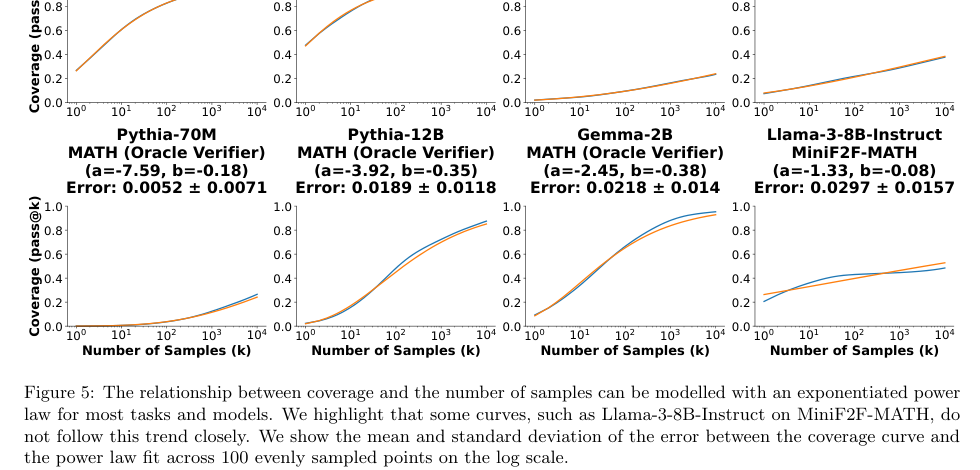 Coverage (pass
0.8
0.6
0.4
0.2
0.0
10^0 10^1 10^2 10^3 10^4
0.8
0.6
0.4
0.2
0.0
10^0 10^1 10^2 10^3 10^4
0.8
0.6
0.4
0.2
0.0
10^0 10^1 10^2 10^3 10^4
0.8
0.6
0.4
0.2
0.0
10^0 10^1 10^2 10^3 10^4
Pythia-70M
MATH (Oracle Verifier)
(a=-7.59, b=-0.18)
Error: 0.0052 ± 0.0071
Coverage (pass@k)
1.0
0.8
0.6
0.4
0.2
0.0
10^0 10^1 10^2 10^3 10^4
Number of Samples (k)
Pythia-12B
MATH (Oracle Verifier)
(a=-3.92, b=-0.35)
Error: 0.0189 ± 0.0118
1.0
0.8
0.6
0.4
0.2
0.0
10^0 10^1 10^2 10^3 10^4
Number of Samples (k)
Gemma-2B
MATH (Oracle Verifier)
(a=-2.45, b=-0.38)
Error: 0.0218 ± 0.014
1.0
0.8
0.6
0.4
0.2
0.0
10^0 10^1 10^2 10^3 10^4
Number of Samples (k)
Llama-3-8B-Instruct
MiniF2F-MATH
(a=-1.33, b=-0.08)
Error: 0.0297 ± 0.0157
1.0
0.8
0.6
0.4
0.2
0.0
10^0 10^1 10^2 10^3 10^4
Number of Samples (k)
Figure 5: The relationship between coverage and the number of samples can be modelled with an exponentiated power
law for most tasks and models. We highlight that some curves, such as Llama-3-8B-Instruct on MiniF2F-MATH, do
not follow this trend closely. We show the mean and standard deviation of the error between the coverage curve and
the power law fit across 100 evenly sampled points on the log scale.